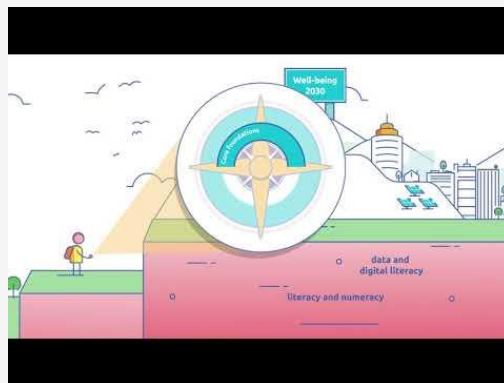 Well-being
2030
Core foundations
data and
digital literacy
literacy and numeracy